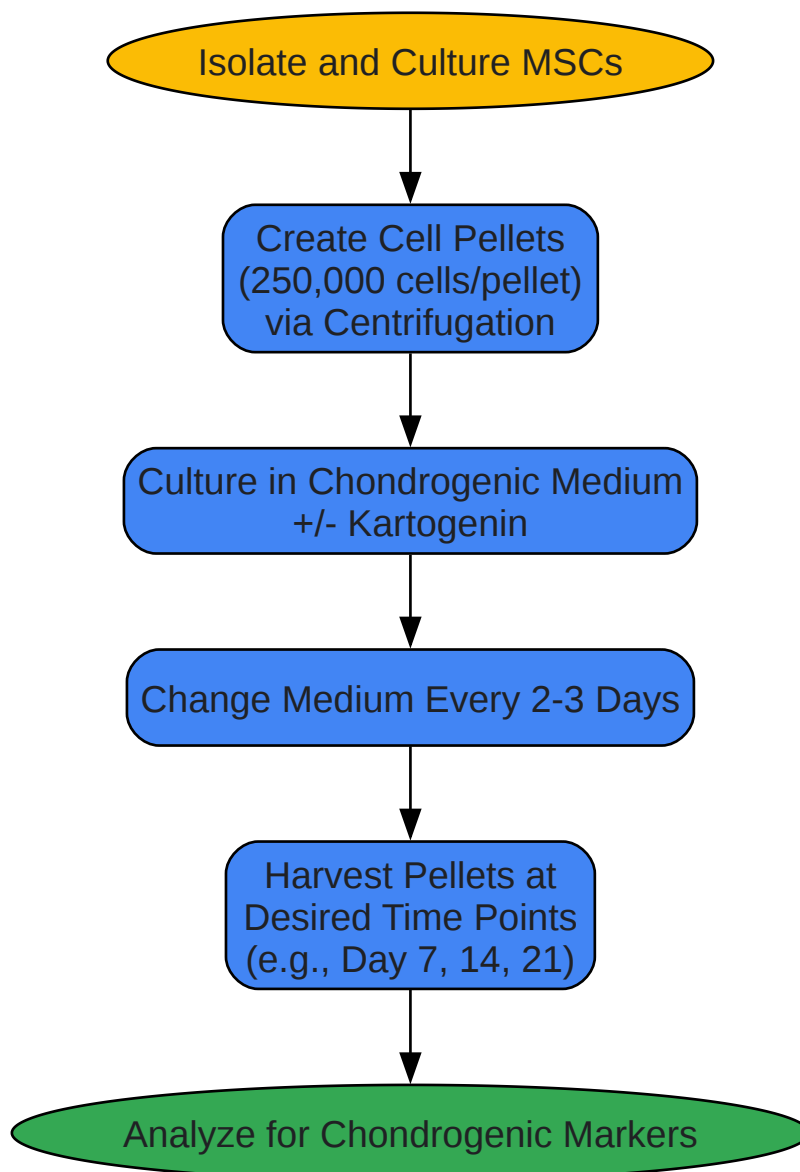 Isolate and Culture MSCs
Create Cell Pellets
(250,000 cells/pellet)
via Centrifugation
Culture in Chondrogenic Medium
+/- Kartogenin
Change Medium Every 2-3 Days
Harvest Pellets at
Desired Time Points
(e.g., Day 7, 14, 21)
Analyze for Chondrogenic Markers